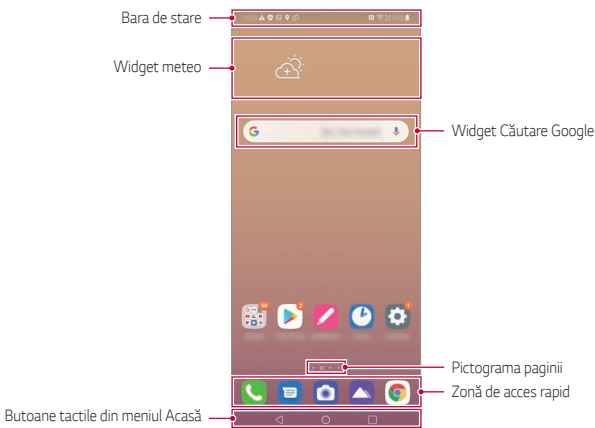 Bara de stare
Widget meteo
Widget Căutare Google
Pictograma paginii
Zonă de acces rapid
Butoane tactile din meniul Acasă